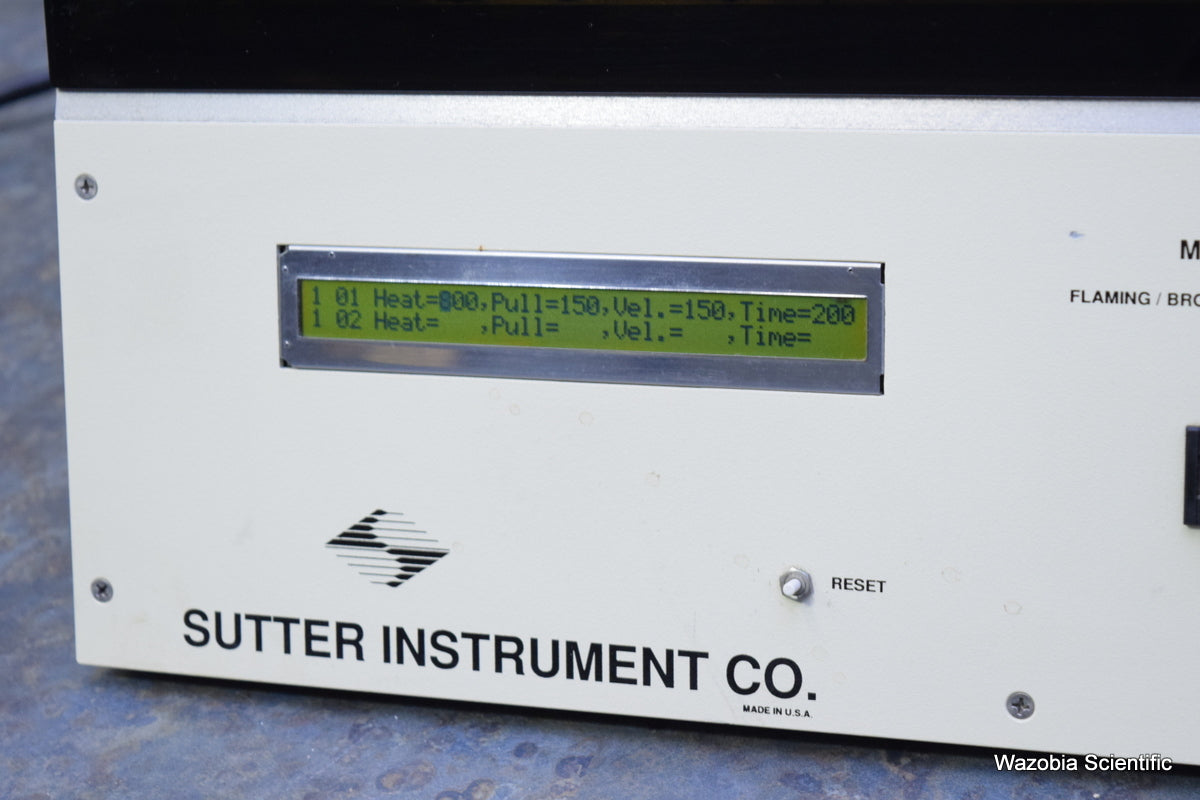 1 01 Heat=800,Pull=150,Vel.=150,Time=200
1 02 Heat=   ,Pull=   ,Vel.=   ,Time=
M
FLAMING / BRO
RESET
SUTTER INSTRUMENT CO.
MADE IN U.S.A.
Wazobia Scientific